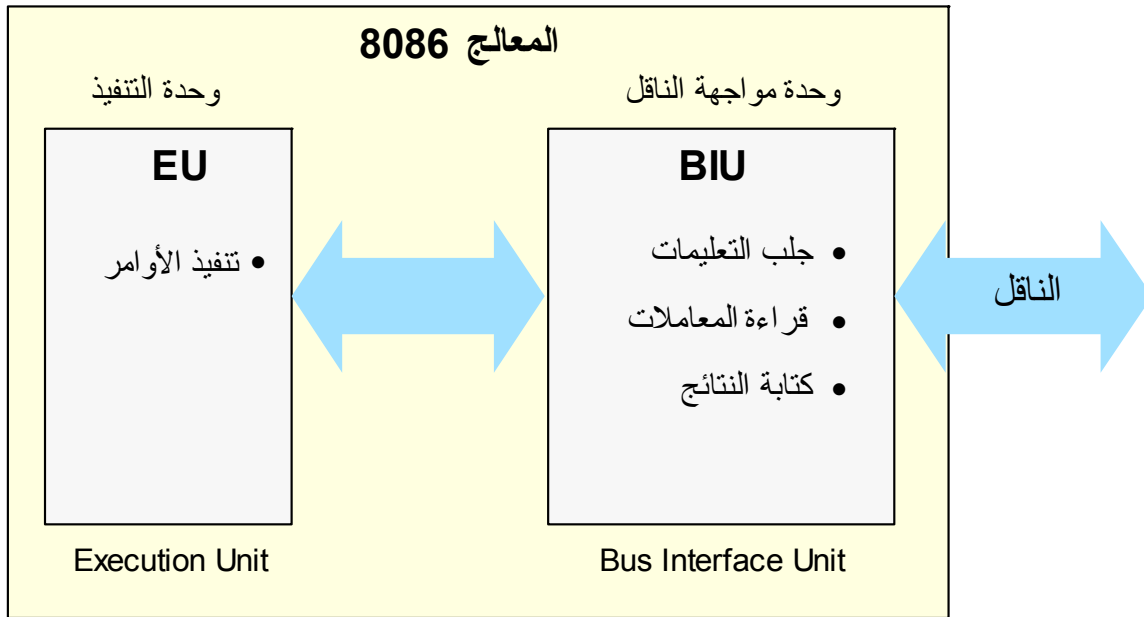 المعالج 8086
وحدة مواجهة الناقل
وحدة التنفيذ
BIU
EU
• جلب التعليمات
• قراءة المعاملات
• كتابة النتائج
• تنفيذ الأوامر
الناقل
Bus Interface Unit
Execution Unit